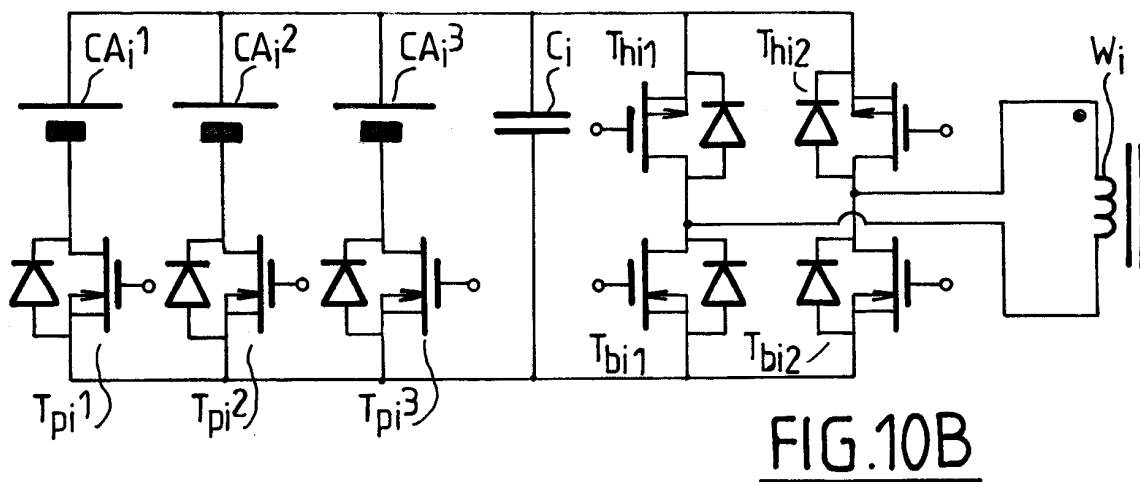 CAi1
CAi2
CAi3
Ci
Thi1
Thi2
Wi
Tpi1
Tpi2
Tpi3
Tbi1
Tbi2
FIG.10B